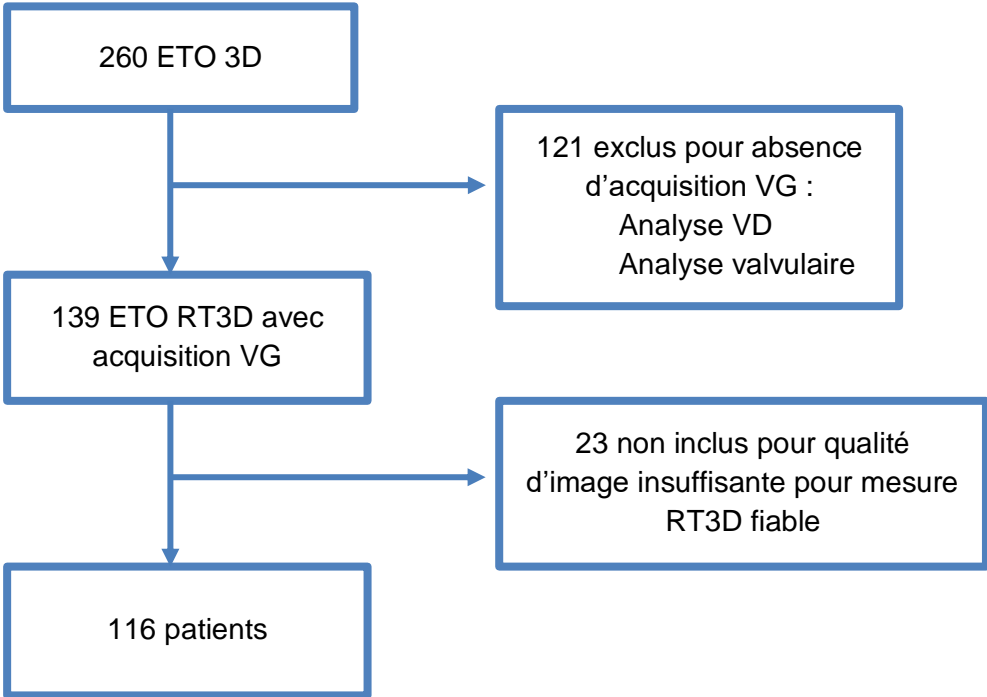 260 ETO 3D
121 exclus pour absence
d’acquisition VG :
Analyse VD
Analyse valvulaire
139 ETO RT3D avec
acquisition VG
23 non inclus pour qualité
d’image insuffisante pour mesure
RT3D fiable
116 patients